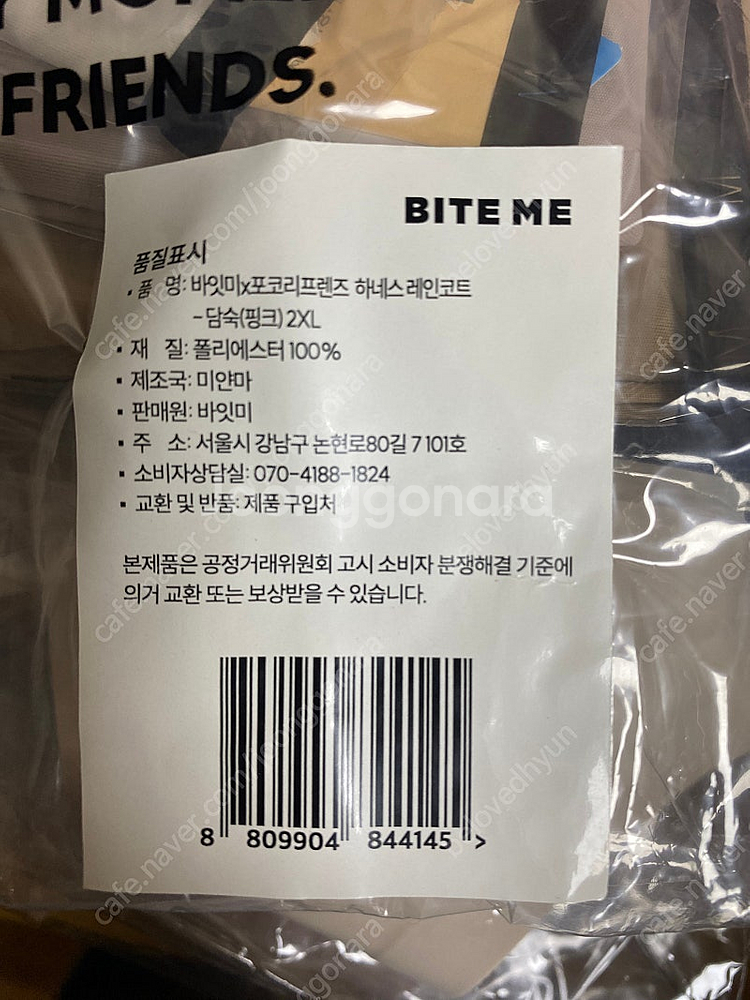 FRIENDS.
BITE ME
품질표시
· 품 명: 바잇미x포코리프렌즈 하네스 레인코트
- 담숙(핑크) 2XL
· 재 질: 폴리에스터 100%
· 제조국: 미얀마
· 판매원: 바잇미
· 주 소: 서울시 강남구 논현로80길 7 101호
· 소비자상담실: 070-4188-1824
· 교환 및 반품: 제품 구입처
joonggonara
본제품은 공정거래위원회 고시 소비자 분쟁해결 기준에
의거 교환 또는 보상받을 수 있습니다.
8 809904 844145 >
cafe.naver.com/joonggonara
belovedhyun